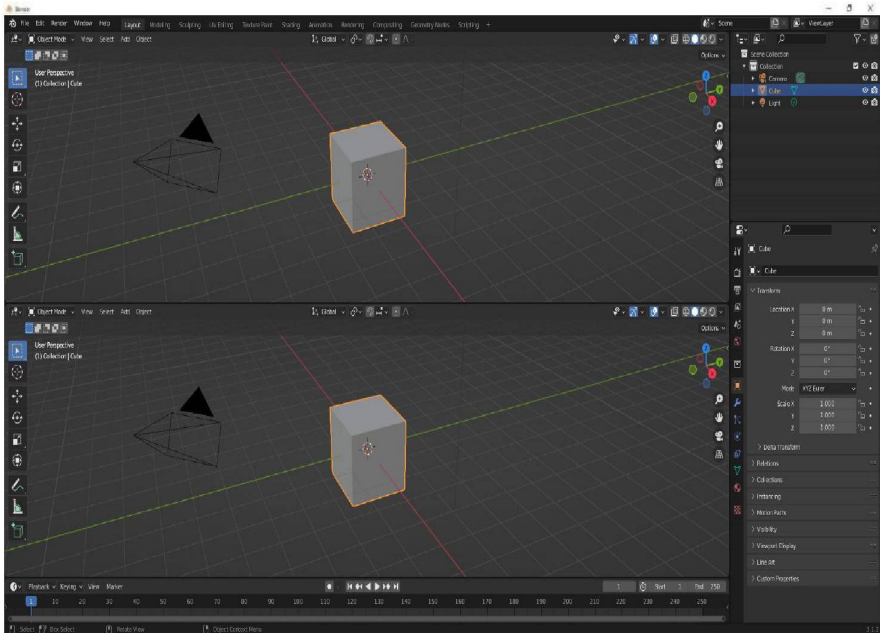 Blender
File Edit Render Window Help Layout Modeling Sculpting UV Editing Texture Paint Shading Animation Rendering Compositing Geometry Nodes Scripting + Scene ViewLayer
Object Mode View Select Add Object Global
Options
User Perspective
(1) Collection | Cube
Scene Collection
Collection
Camera
Cube
Light
Object Mode View Select Add Object Global
Options
User Perspective
(1) Collection | Cube
Cube
Cube
Transform
Location X 0 m
Y 0 m
Z 0 m
Rotation X 0°
Y 0°
Z 0°
Mode XYZ Euler
Scale X 1.000
Y 1.000
Z 1.000
Delta Transform
Relations
Collections
Instancing
Motion Paths
Visibility
Viewport Display
Line Art
Custom Properties
Playback Keying View Marker 1 Start 1 End 250
1 10 20 30 40 50 60 70 80 90 100 110 120 130 140 150 160 170 180 190 200 210 220 230 240 250
Select Box Select Rotate View Object Context Menu 3.1.2